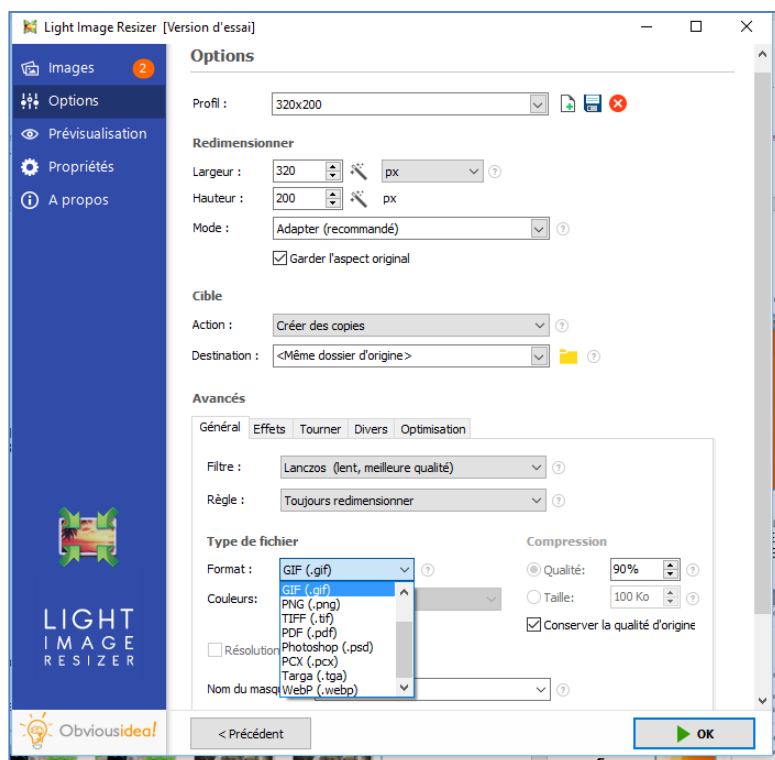 Light Image Resizer [Version d'essai]
Images 2
Options
Prévisualisation
Propriétés
A propos
LIGHT
IMAGE
RESIZER
Obviousidea!
Options
Profil : 320x200
Redimensionner
Largeur : 320 px
Hauteur : 200 px
Mode : Adapter (recommandé)
Garder l'aspect original
Cible
Action : Créer des copies
Destination : <Même dossier d'origine>
Avancés
Général Effets Tourner Divers Optimisation
Filtre : Lanczos (lent, meilleure qualité)
Règle : Toujours redimensionner
Type de fichier Compression
Format : GIF (.gif) Qualité: 90%
Couleurs: Taille: 100 Ko
GIF (.gif)
PNG (.png)
TIFF (.tif)
PDF (.pdf)
Photoshop (.psd)
PCX (.pcx)
Targa (.tga)
WebP (.webp)
Conserver la qualité d'origine
Résolution
Nom du masq
< Précédent OK